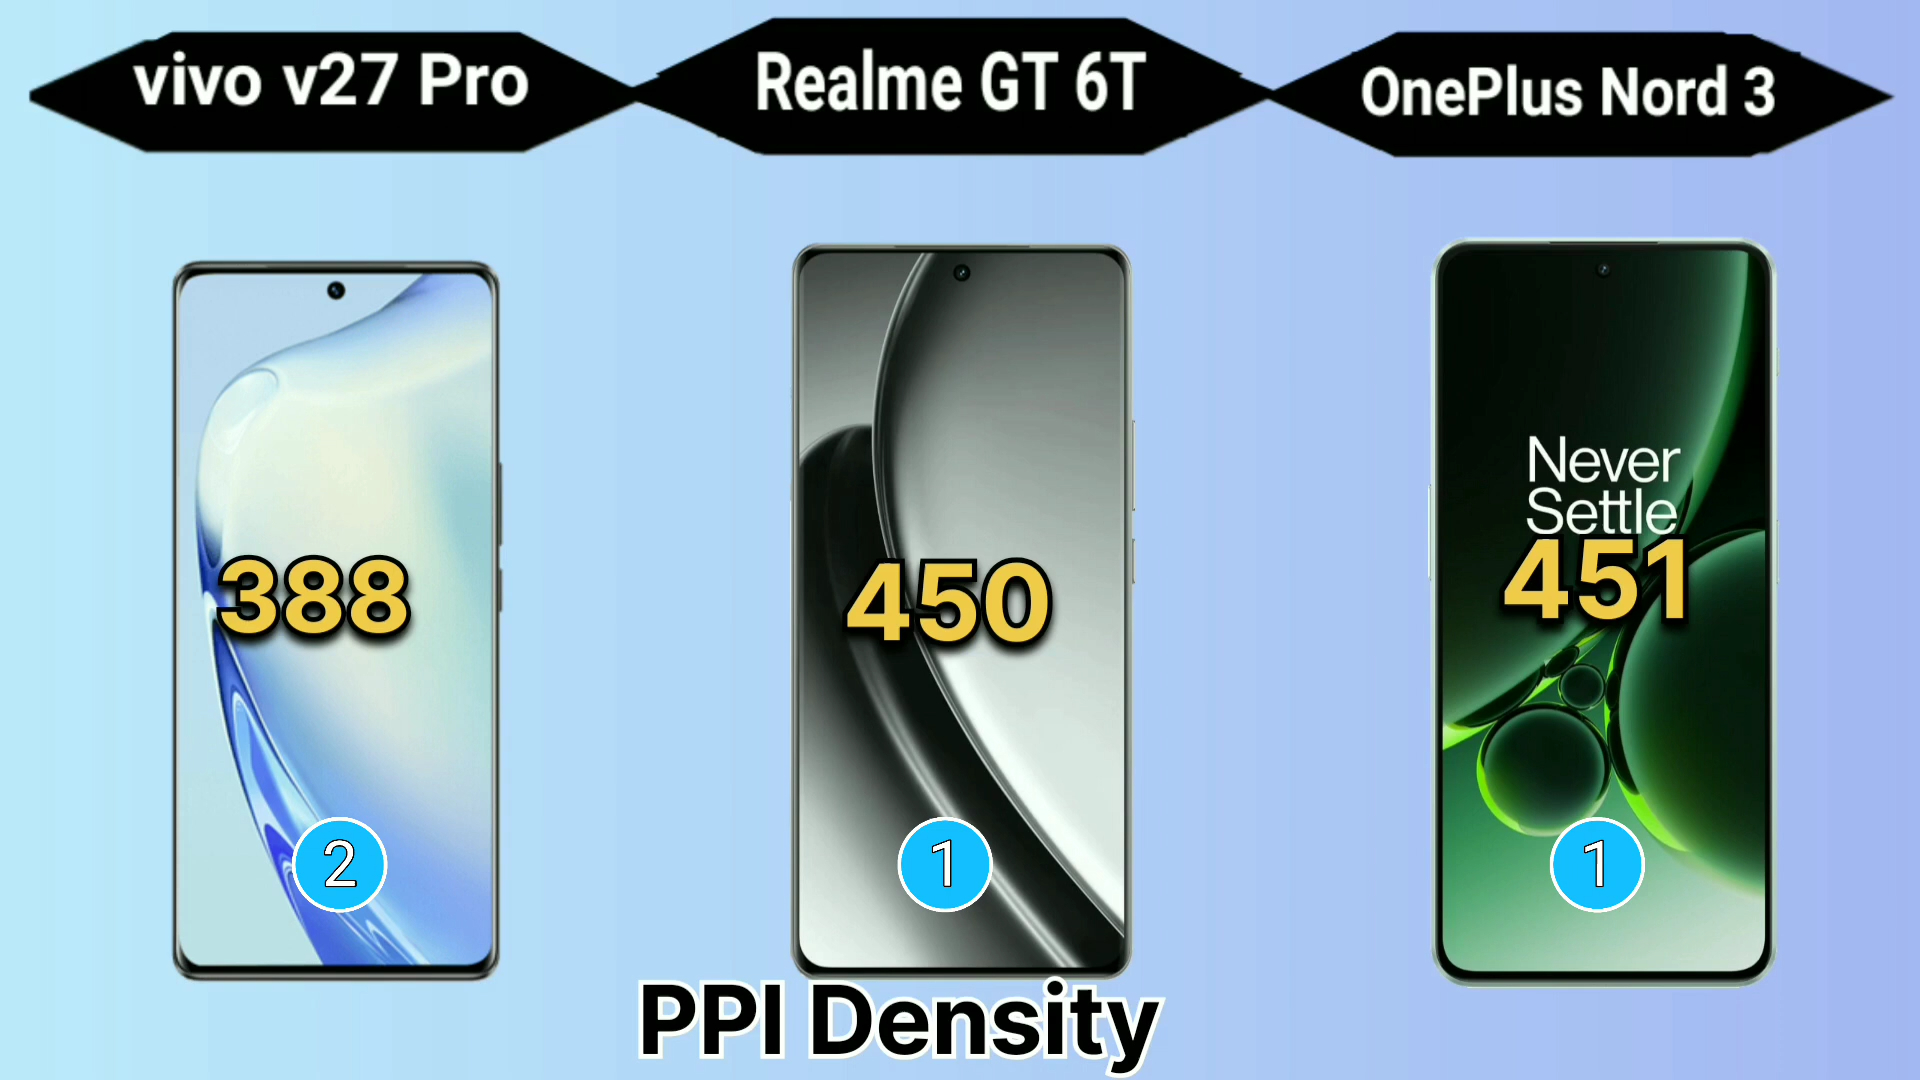 vivo v27 Pro
Realme GT 6T
OnePlus Nord 3
Never
Settle
388
450
451
2
1
1
PPI Density